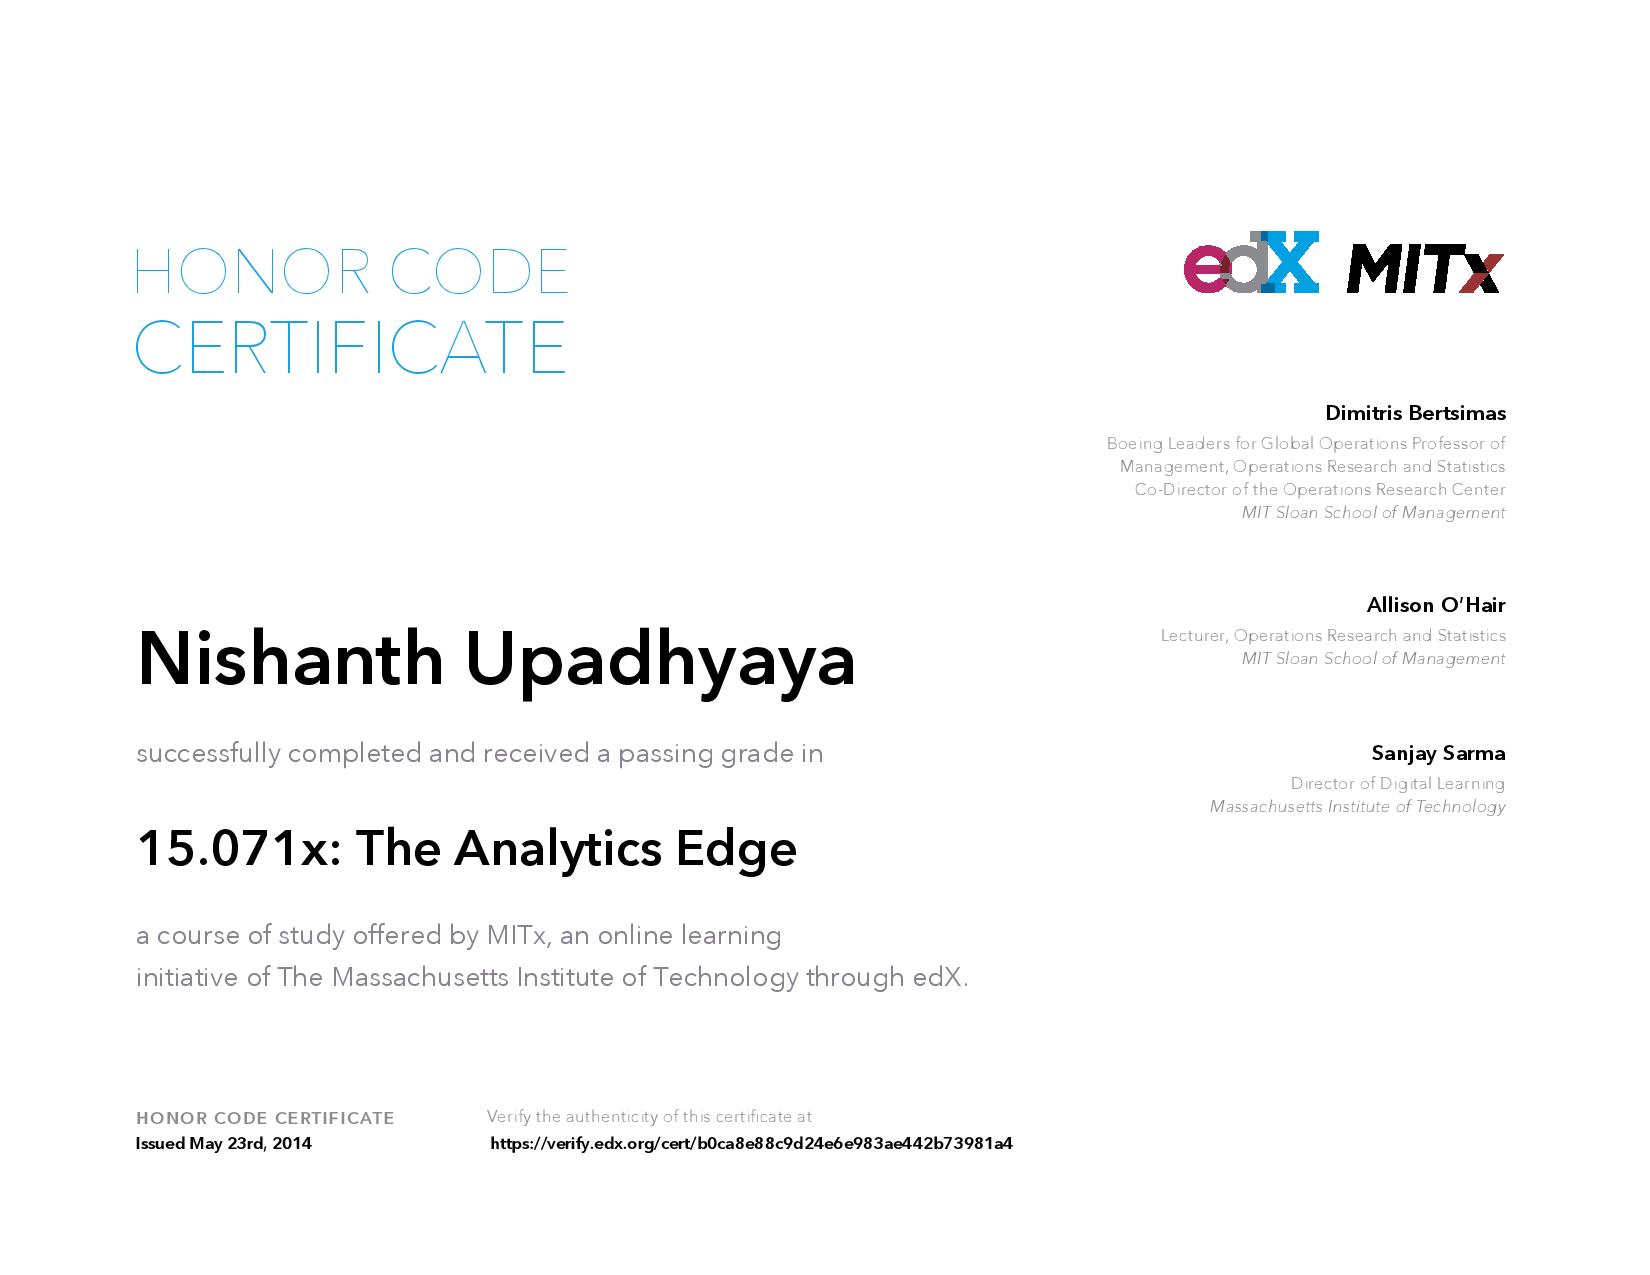 HONOR CODE
CERTIFICATE
edX MITx
Dimitris Bertsimas
Boeing Leaders for Global Operations Professor of
Management, Operations Research and Statistics
Co-Director of the Operations Research Center
MIT Sloan School of Management
Allison O'Hair
Lecturer, Operations Research and Statistics
MIT Sloan School of Management
Sanjay Sarma
Director of Digital Learning
Massachusetts Institute of Technology
Nishanth Upadhyaya
successfully completed and received a passing grade in
15.071x: The Analytics Edge
a course of study offered by MITx, an online learning
initiative of The Massachusetts Institute of Technology through edX.
HONOR CODE CERTIFICATE
Issued May 23rd, 2014
Verify the authenticity of this certificate at
https://verify.edx.org/cert/b0ca8e88c9d24e6e983ae442b73981a4